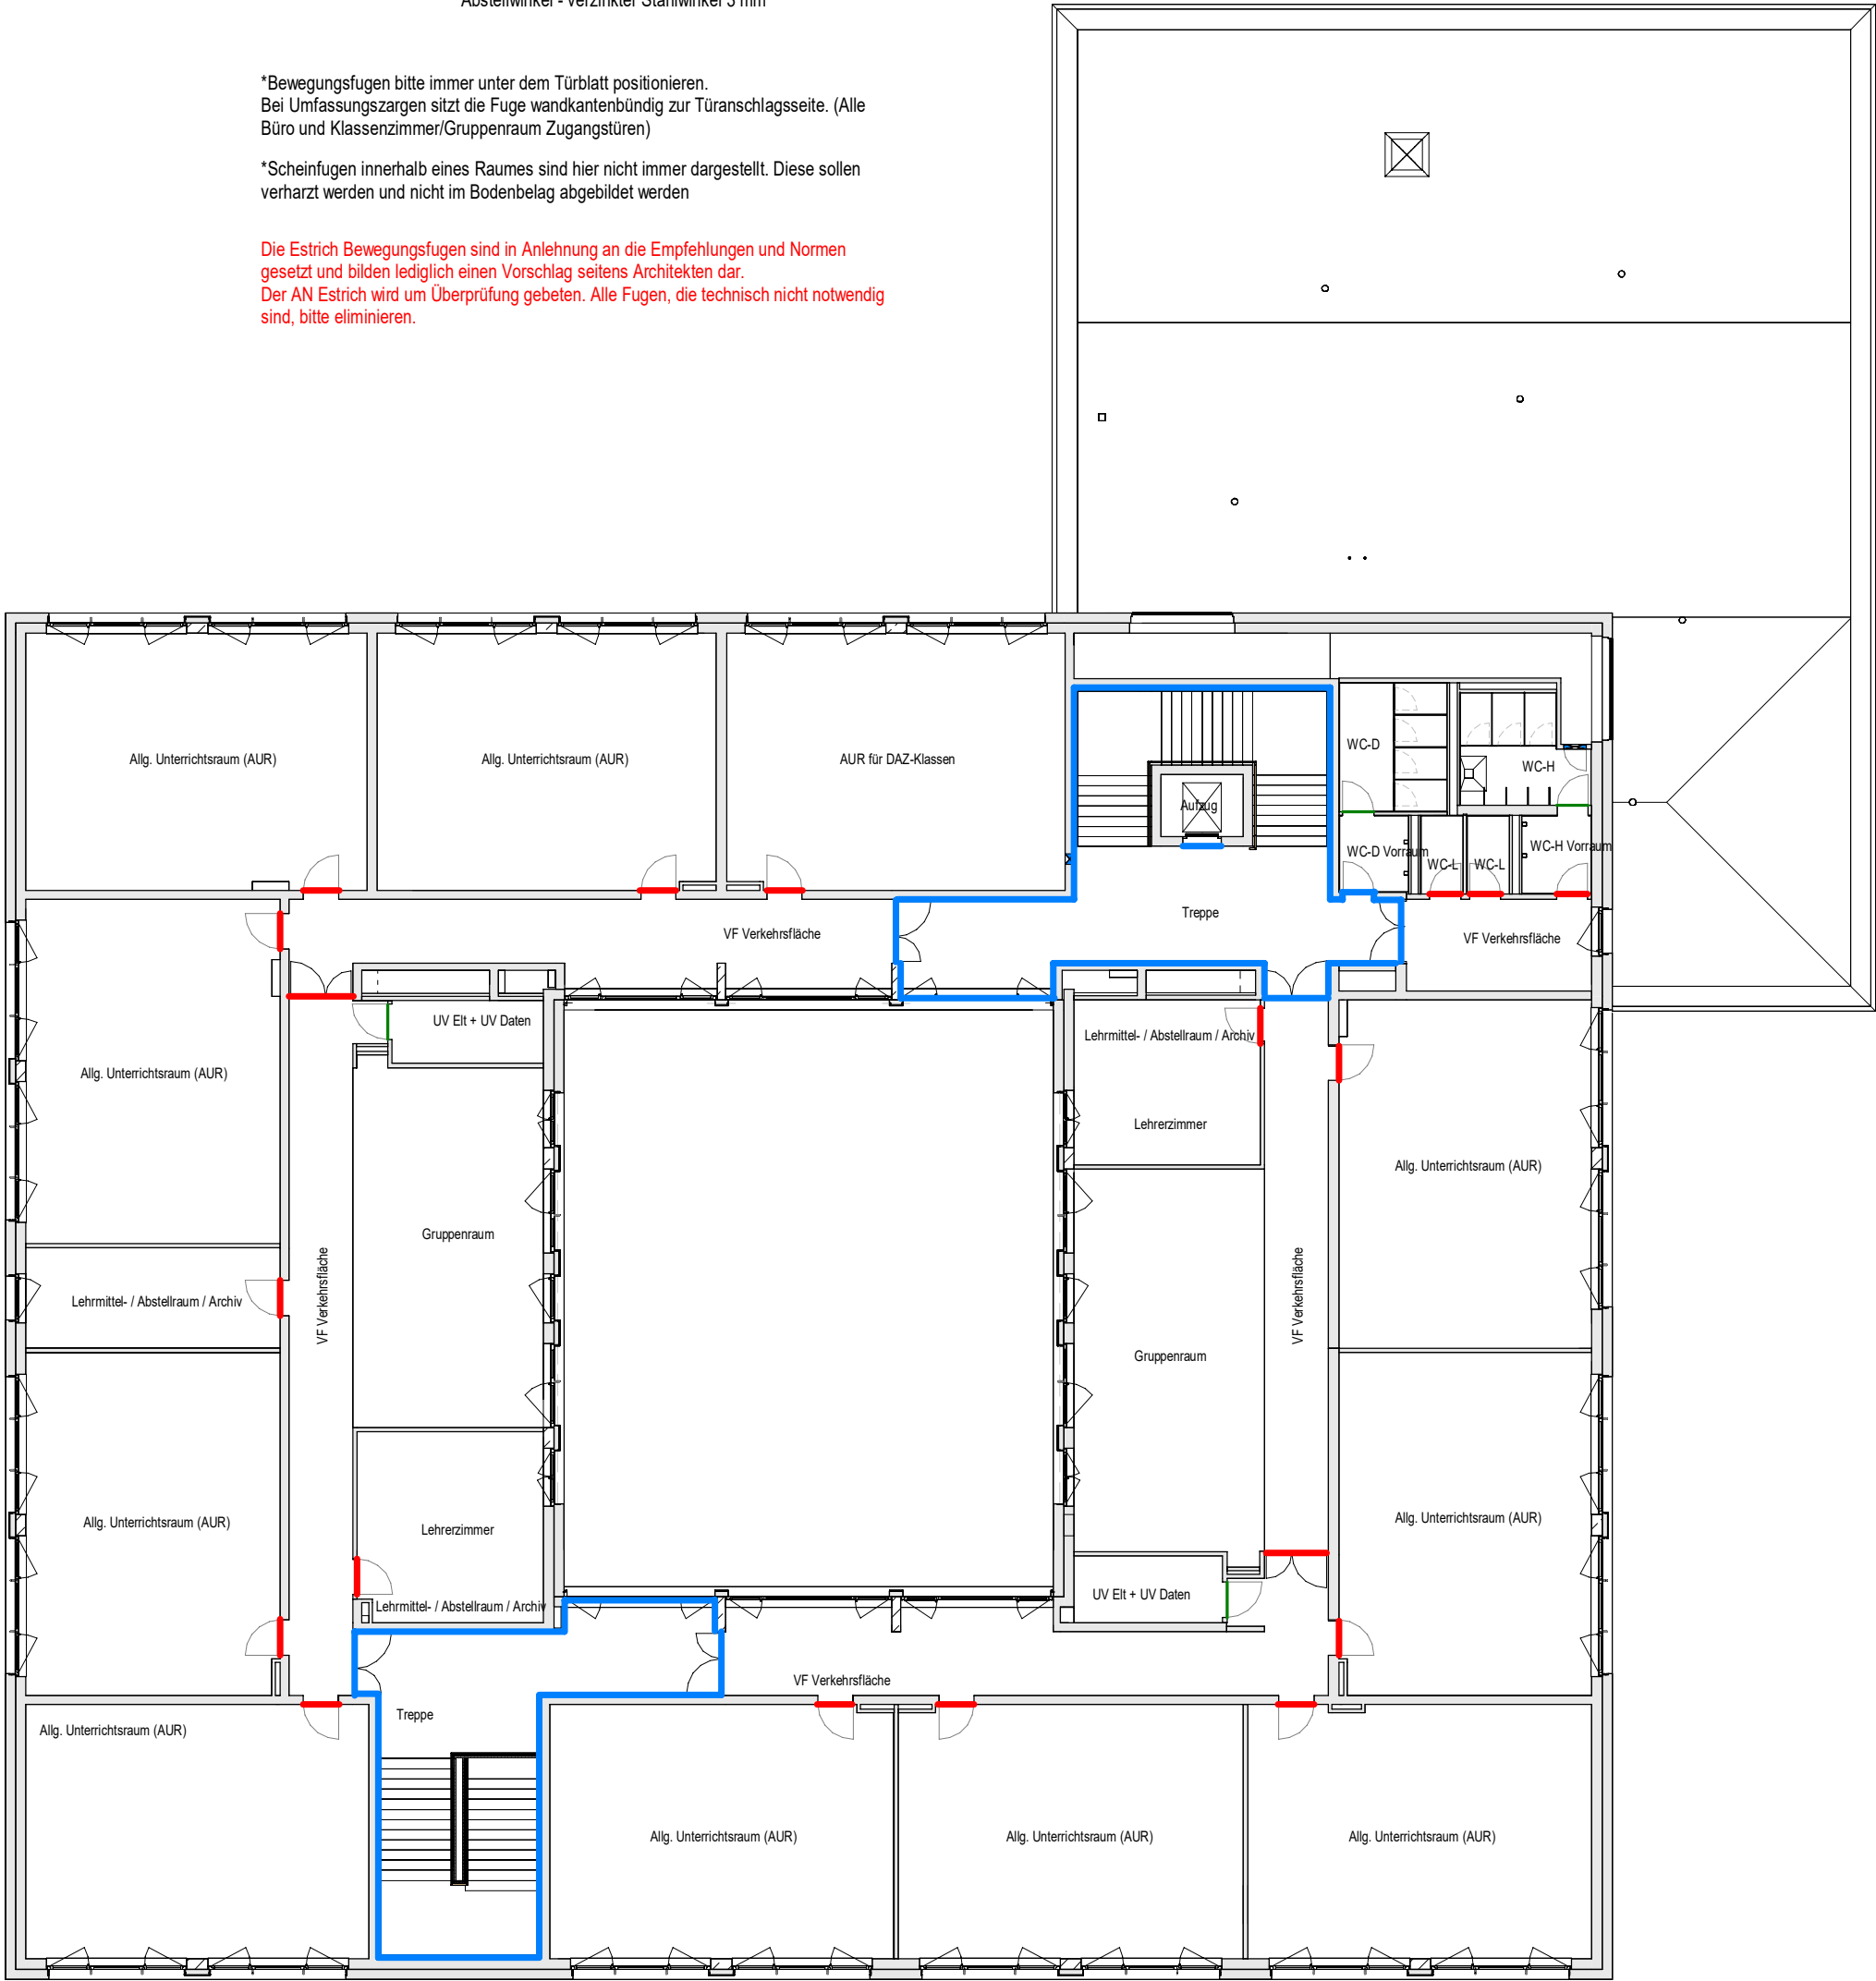 Abstellwinkel - verzinkter Stahlwinkel 5 mm
*Bewegungsfugen bitte immer unter dem Türblatt positionieren.
Bei Umfassungszargen sitzt die Fuge wandkantenbündig zur Türanschlagsseite. (Alle
Büro und Klassenzimmer/Gruppenraum Zugangstüren)
*Scheinfugen innerhalb eines Raumes sind hier nicht immer dargestellt. Diese sollen
verharzt werden und nicht im Bodenbelag abgebildet werden
Die Estrich Bewegungsfugen sind in Anlehnung an die Empfehlungen und Normen
gesetzt und bilden lediglich einen Vorschlag seitens Architekten dar.
Der AN Estrich wird um Überprüfung gebeten. Alle Fugen, die technisch nicht notwendig
sind, bitte eliminieren.
Allg. Unterrichtsraum (AUR)
Allg. Unterrichtsraum (AUR)
AUR für DAZ-Klassen
WC-D
WC-H
Aufzug
WC-D Vorraum
WC-L
WC-L
WC-H Vorraum
Treppe
VF Verkehrsfläche
VF Verkehrsfläche
UV Elt + UV Daten
Lehrmittel- / Abstellraum / Archiv
Allg. Unterrichtsraum (AUR)
Lehrerzimmer
Allg. Unterrichtsraum (AUR)
Gruppenraum
VF Verkehrsfläche
VF Verkehrsfläche
Lehrmittel- / Abstellraum / Archiv
Gruppenraum
Allg. Unterrichtsraum (AUR)
Lehrerzimmer
Allg. Unterrichtsraum (AUR)
UV Elt + UV Daten
Lehrmittel- / Abstellraum / Archiv
VF Verkehrsfläche
Treppe
Allg. Unterrichtsraum (AUR)
Allg. Unterrichtsraum (AUR)
Allg. Unterrichtsraum (AUR)
Allg. Unterrichtsraum (AUR)